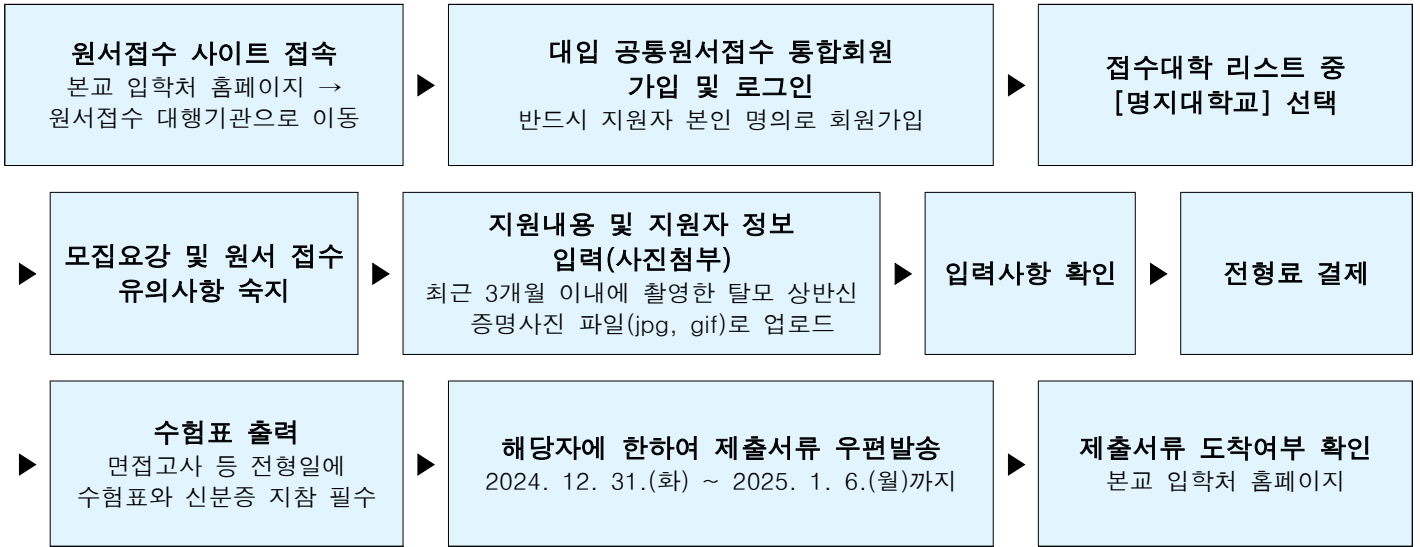 원서접수 사이트 접속
본교 입학처 홈페이지 →
원서접수 대행기관으로 이동
▶
대입 공통원서접수 통합회원
가입 및 로그인
반드시 지원자 본인 명의로 회원가입
▶
접수대학 리스트 중
[명지대학교] 선택
▶
모집요강 및 원서 접수
유의사항 숙지
▶
지원내용 및 지원자 정보
입력(사진첨부)
최근 3개월 이내에 촬영한 탈모 상반신
증명사진 파일(jpg, gif)로 업로드
▶
입력사항 확인
▶
전형료 결제
▶
수험표 출력
면접고사 등 전형일에
수험표와 신분증 지참 필수
▶
해당자에 한하여 제출서류 우편발송
2024. 12. 31.(화) ~ 2025. 1. 6.(월)까지
▶
제출서류 도착여부 확인
본교 입학처 홈페이지